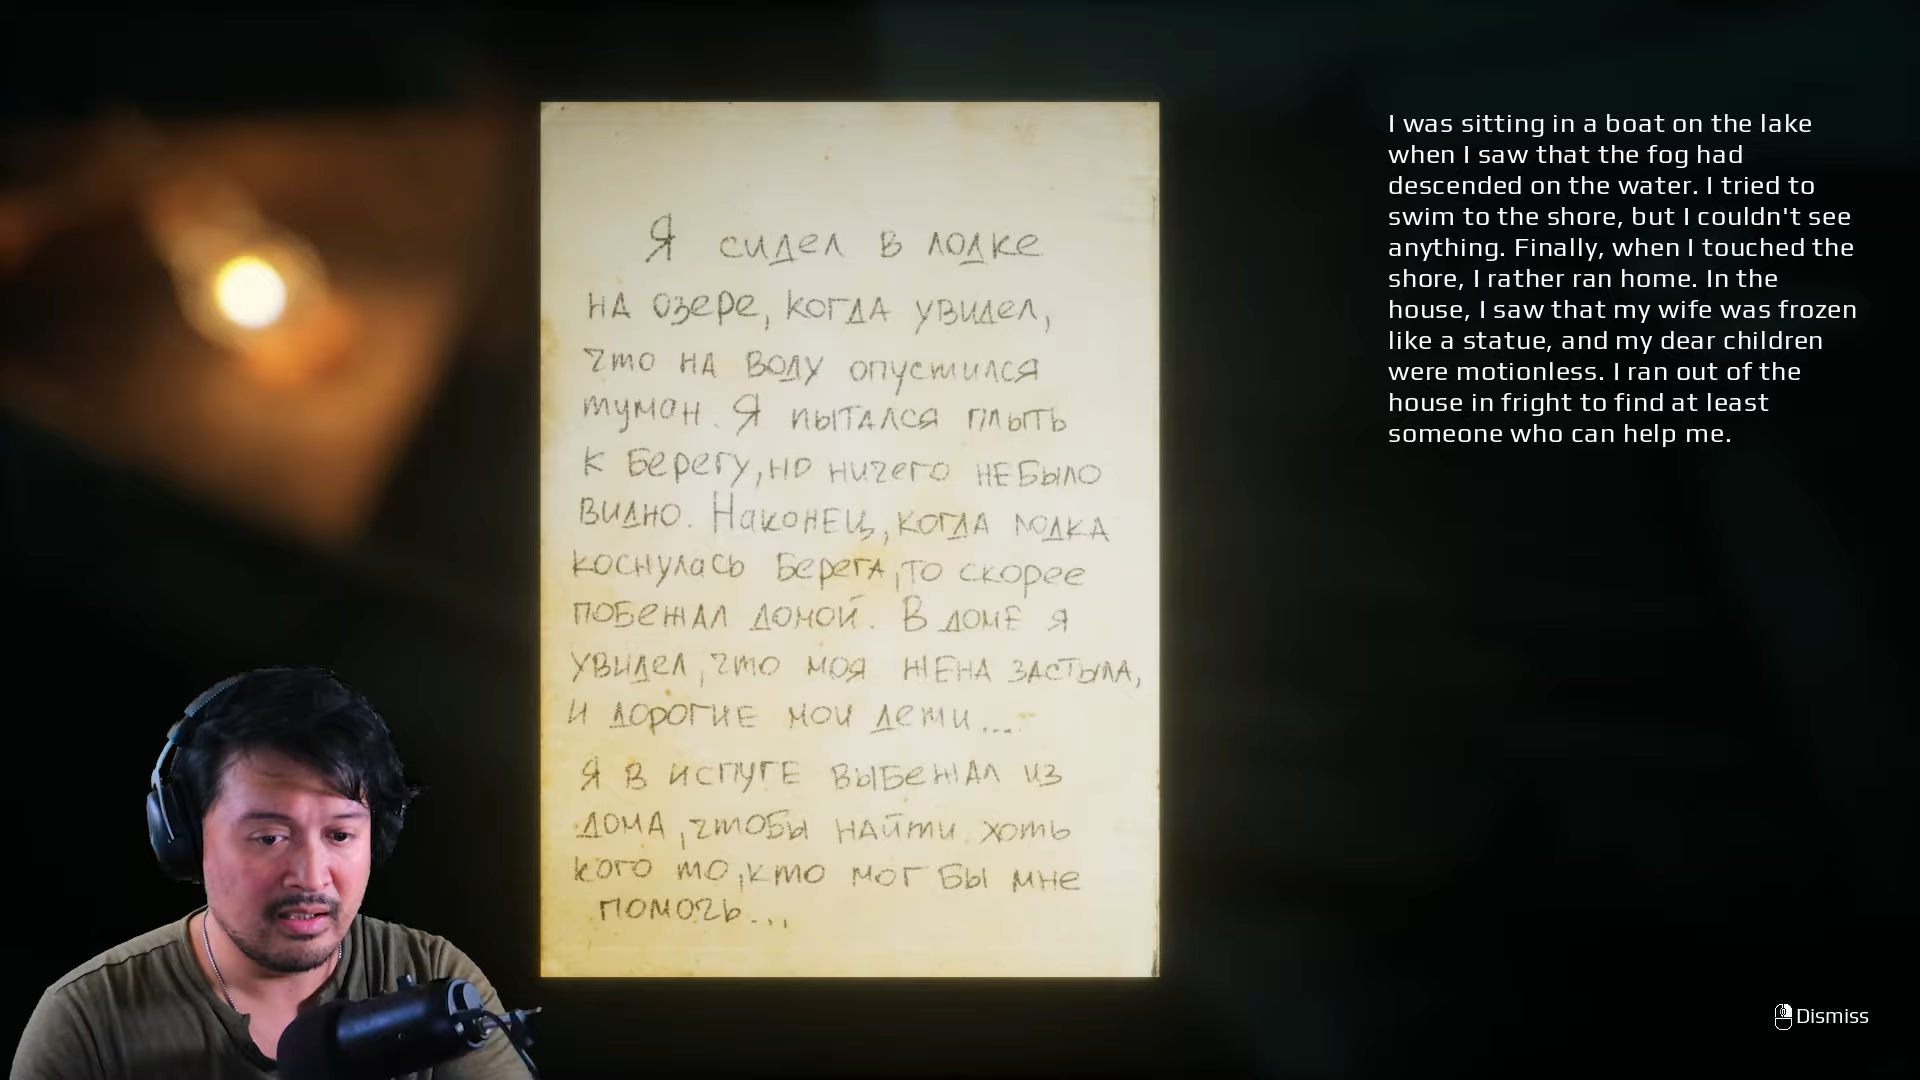 Я сидел в лодке
на озере, когда увидел,
что на воду опустился
туман. Я пытался плыть
к берегу, но ничего не было
видно. Наконец, когда лодка
коснулась берега, то скорее
побежал домой. В доме я
увидел, что моя жена застыла,
и дорогие мои дети...
Я в испуге выбежал из
дома, чтобы найти хоть
кого то, кто мог бы мне
помочь...
I was sitting in a boat on the lake
when I saw that the fog had
descended on the water. I tried to
swim to the shore, but I couldn't see
anything. Finally, when I touched the
shore, I rather ran home. In the
house, I saw that my wife was frozen
like a statue, and my dear children
were motionless. I ran out of the
house in fright to find at least
someone who can help me.
Dismiss